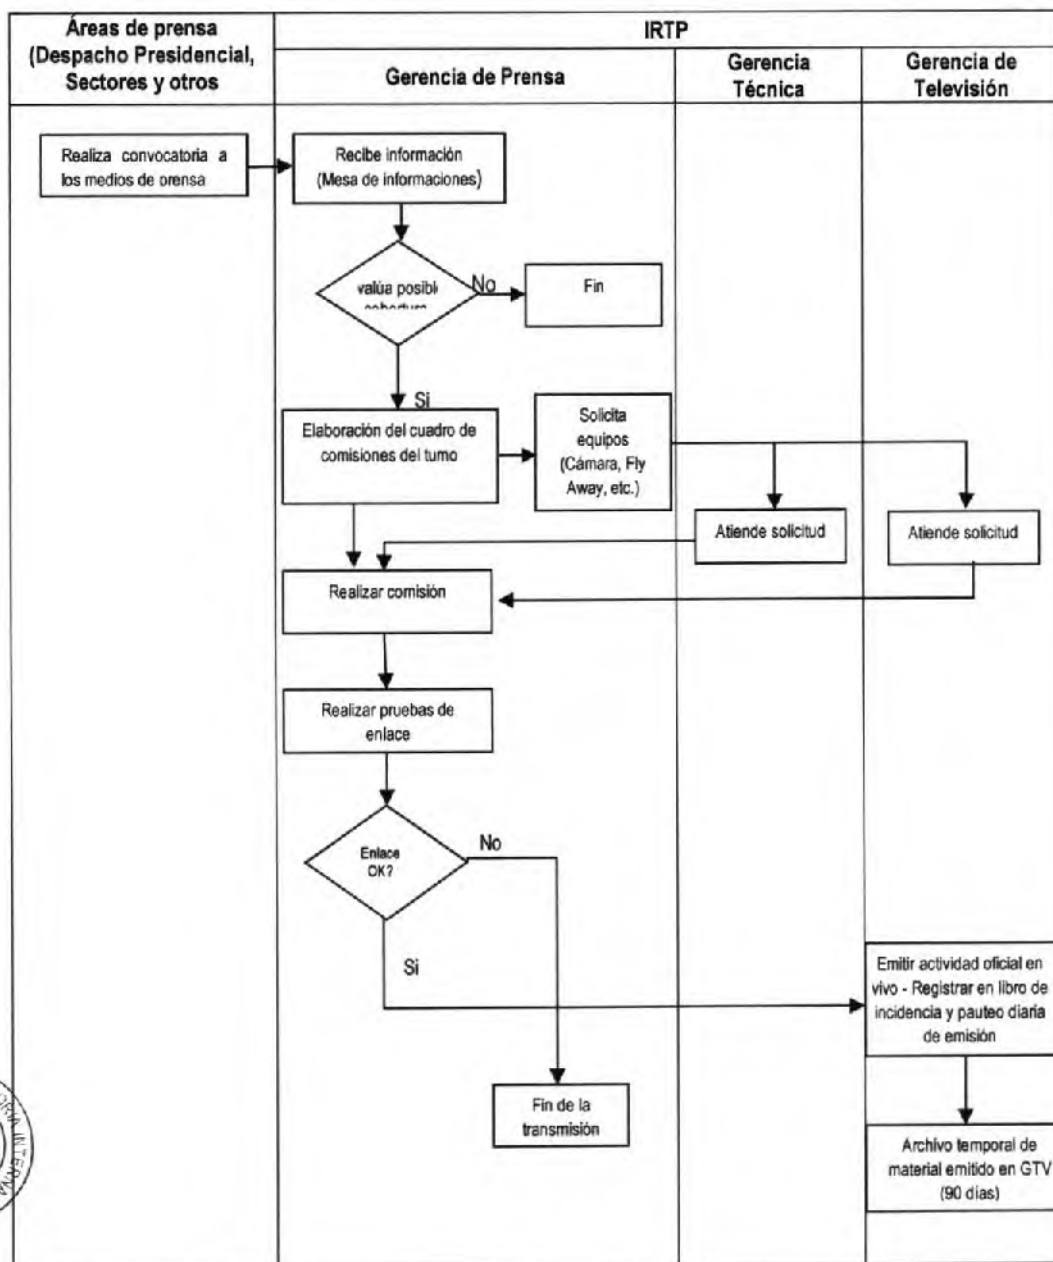 Áreas de prensa
(Despacho Presidencial,
Sectores y otros
IRTP
Gerencia de Prensa
Gerencia
Técnica
Gerencia de
Televisión
Realiza convocatoria a
los medios de prensa
Recibe información
(Mesa de informaciones)
valúa posibl
No
Fin
Si
Elaboración del cuadro de
comisiones del turno
Solicita
equipos
(Cámara, Fly
Away, etc.)
Atiende solicitud
Atiende solicitud
Realizar comisión
Realizar pruebas de
enlace
Enlace
OK?
No
Si
Emitir actividad oficial en
vivo - Registrar en libro de
incidencia y pauteo diaria
de emisión
Fin de la
transmisión
Archivo temporal de
material emitido en GTV
(90 días)
INTERNA